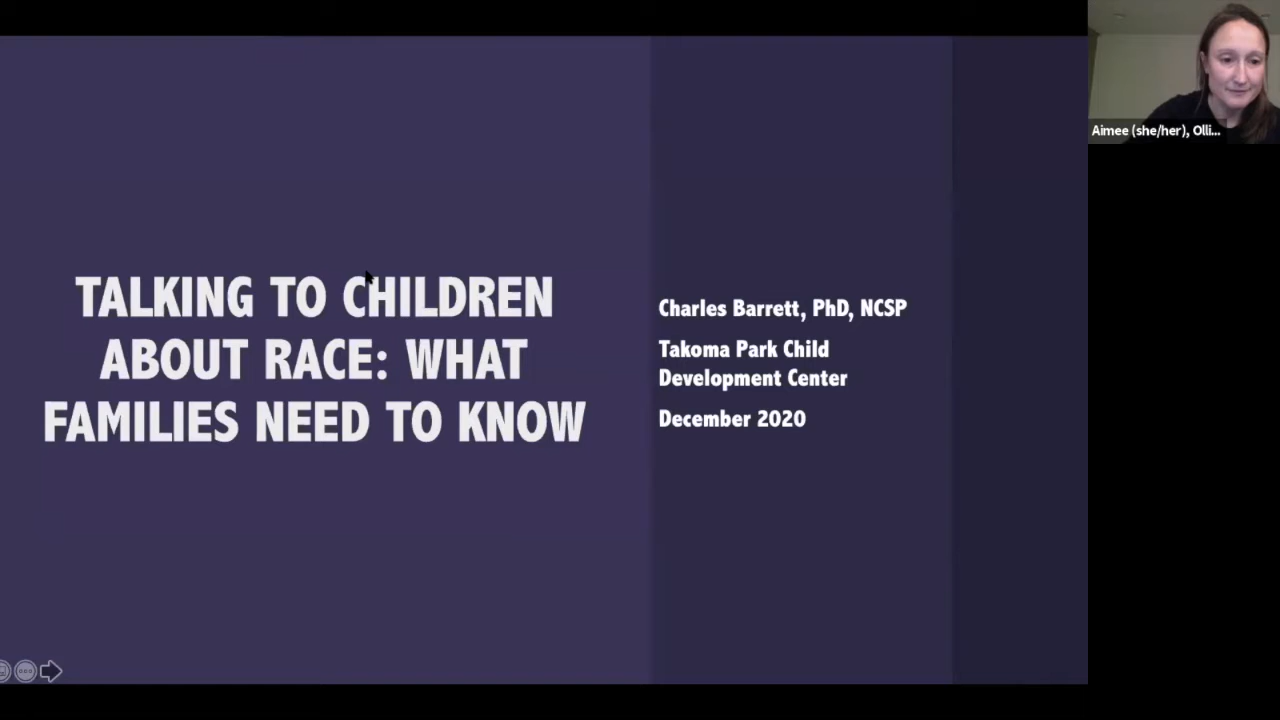 TALKING TO CHILDREN
ABOUT RACE: WHAT
FAMILIES NEED TO KNOW
Charles Barrett, PhD, NCSP
Takoma Park Child
Development Center
December 2020
Aimee (she/her), Olli...